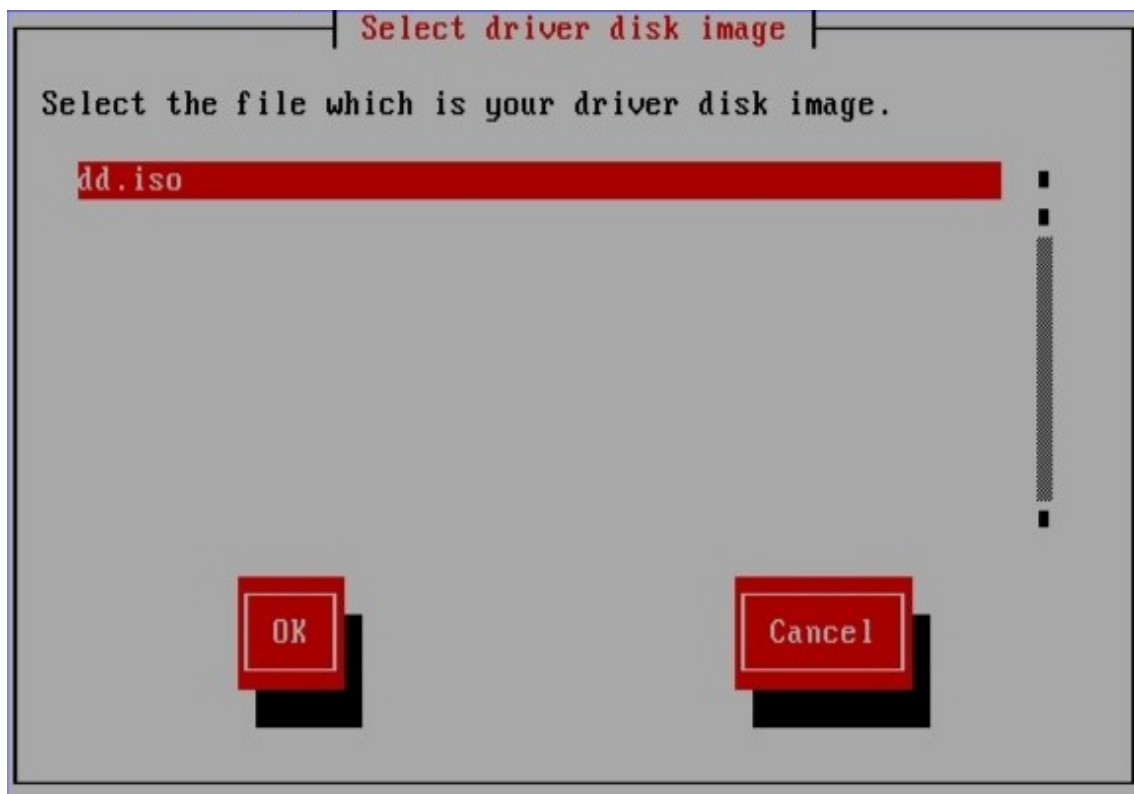 Select driver disk image
Select the file which is your driver disk image.
dd.iso
OK
Cancel